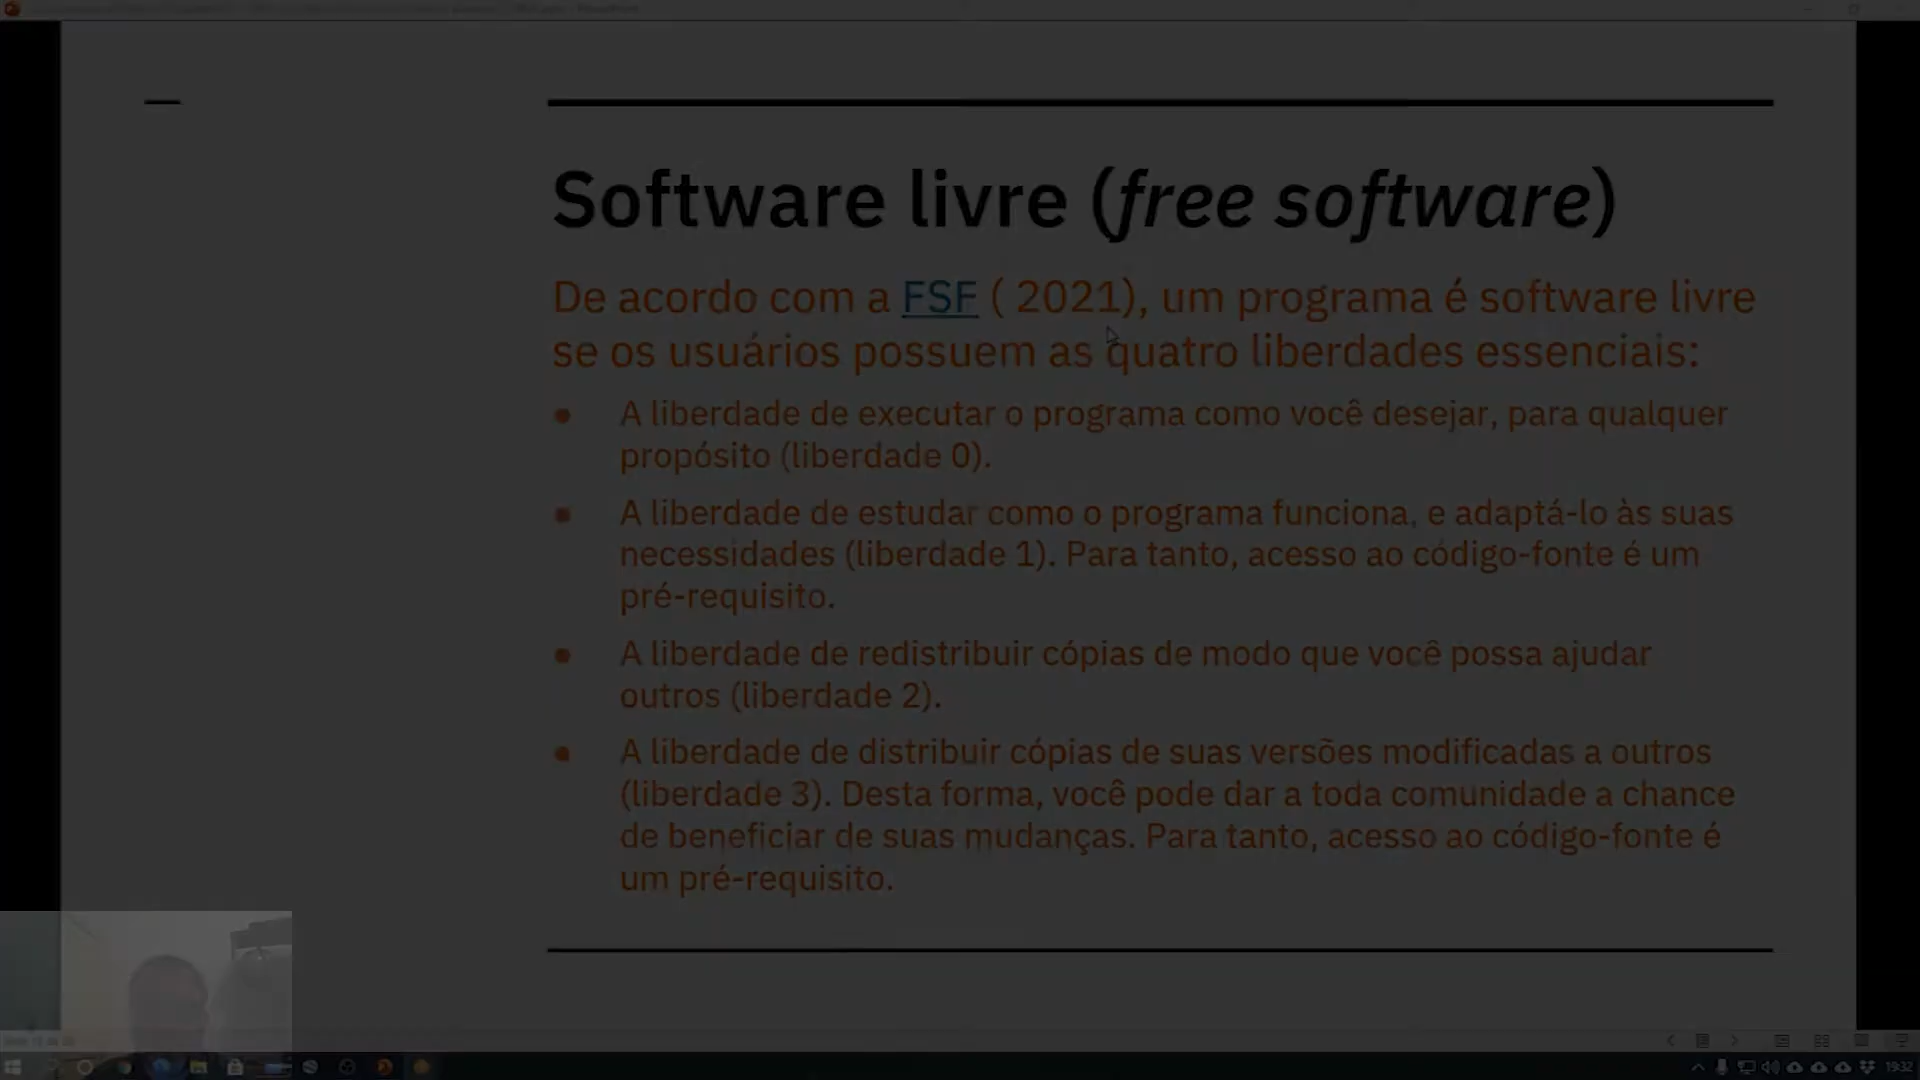 Software livre (free software)
De acordo com a FSF ( 2021), um programa é software livre
se os usuários possuem as quatro liberdades essenciais:
● A liberdade de executar o programa como você desejar, para qualquer
propósito (liberdade 0).
● A liberdade de estudar como o programa funciona, e adaptá-lo às suas
necessidades (liberdade 1). Para tanto, acesso ao código-fonte é um
pré-requisito.
● A liberdade de redistribuir cópias de modo que você possa ajudar
outros (liberdade 2).
● A liberdade de distribuir cópias de suas versões modificadas a outros
(liberdade 3). Desta forma, você pode dar a toda comunidade a chance
de beneficiar de suas mudanças. Para tanto, acesso ao código-fonte é
um pré-requisito.
19:32